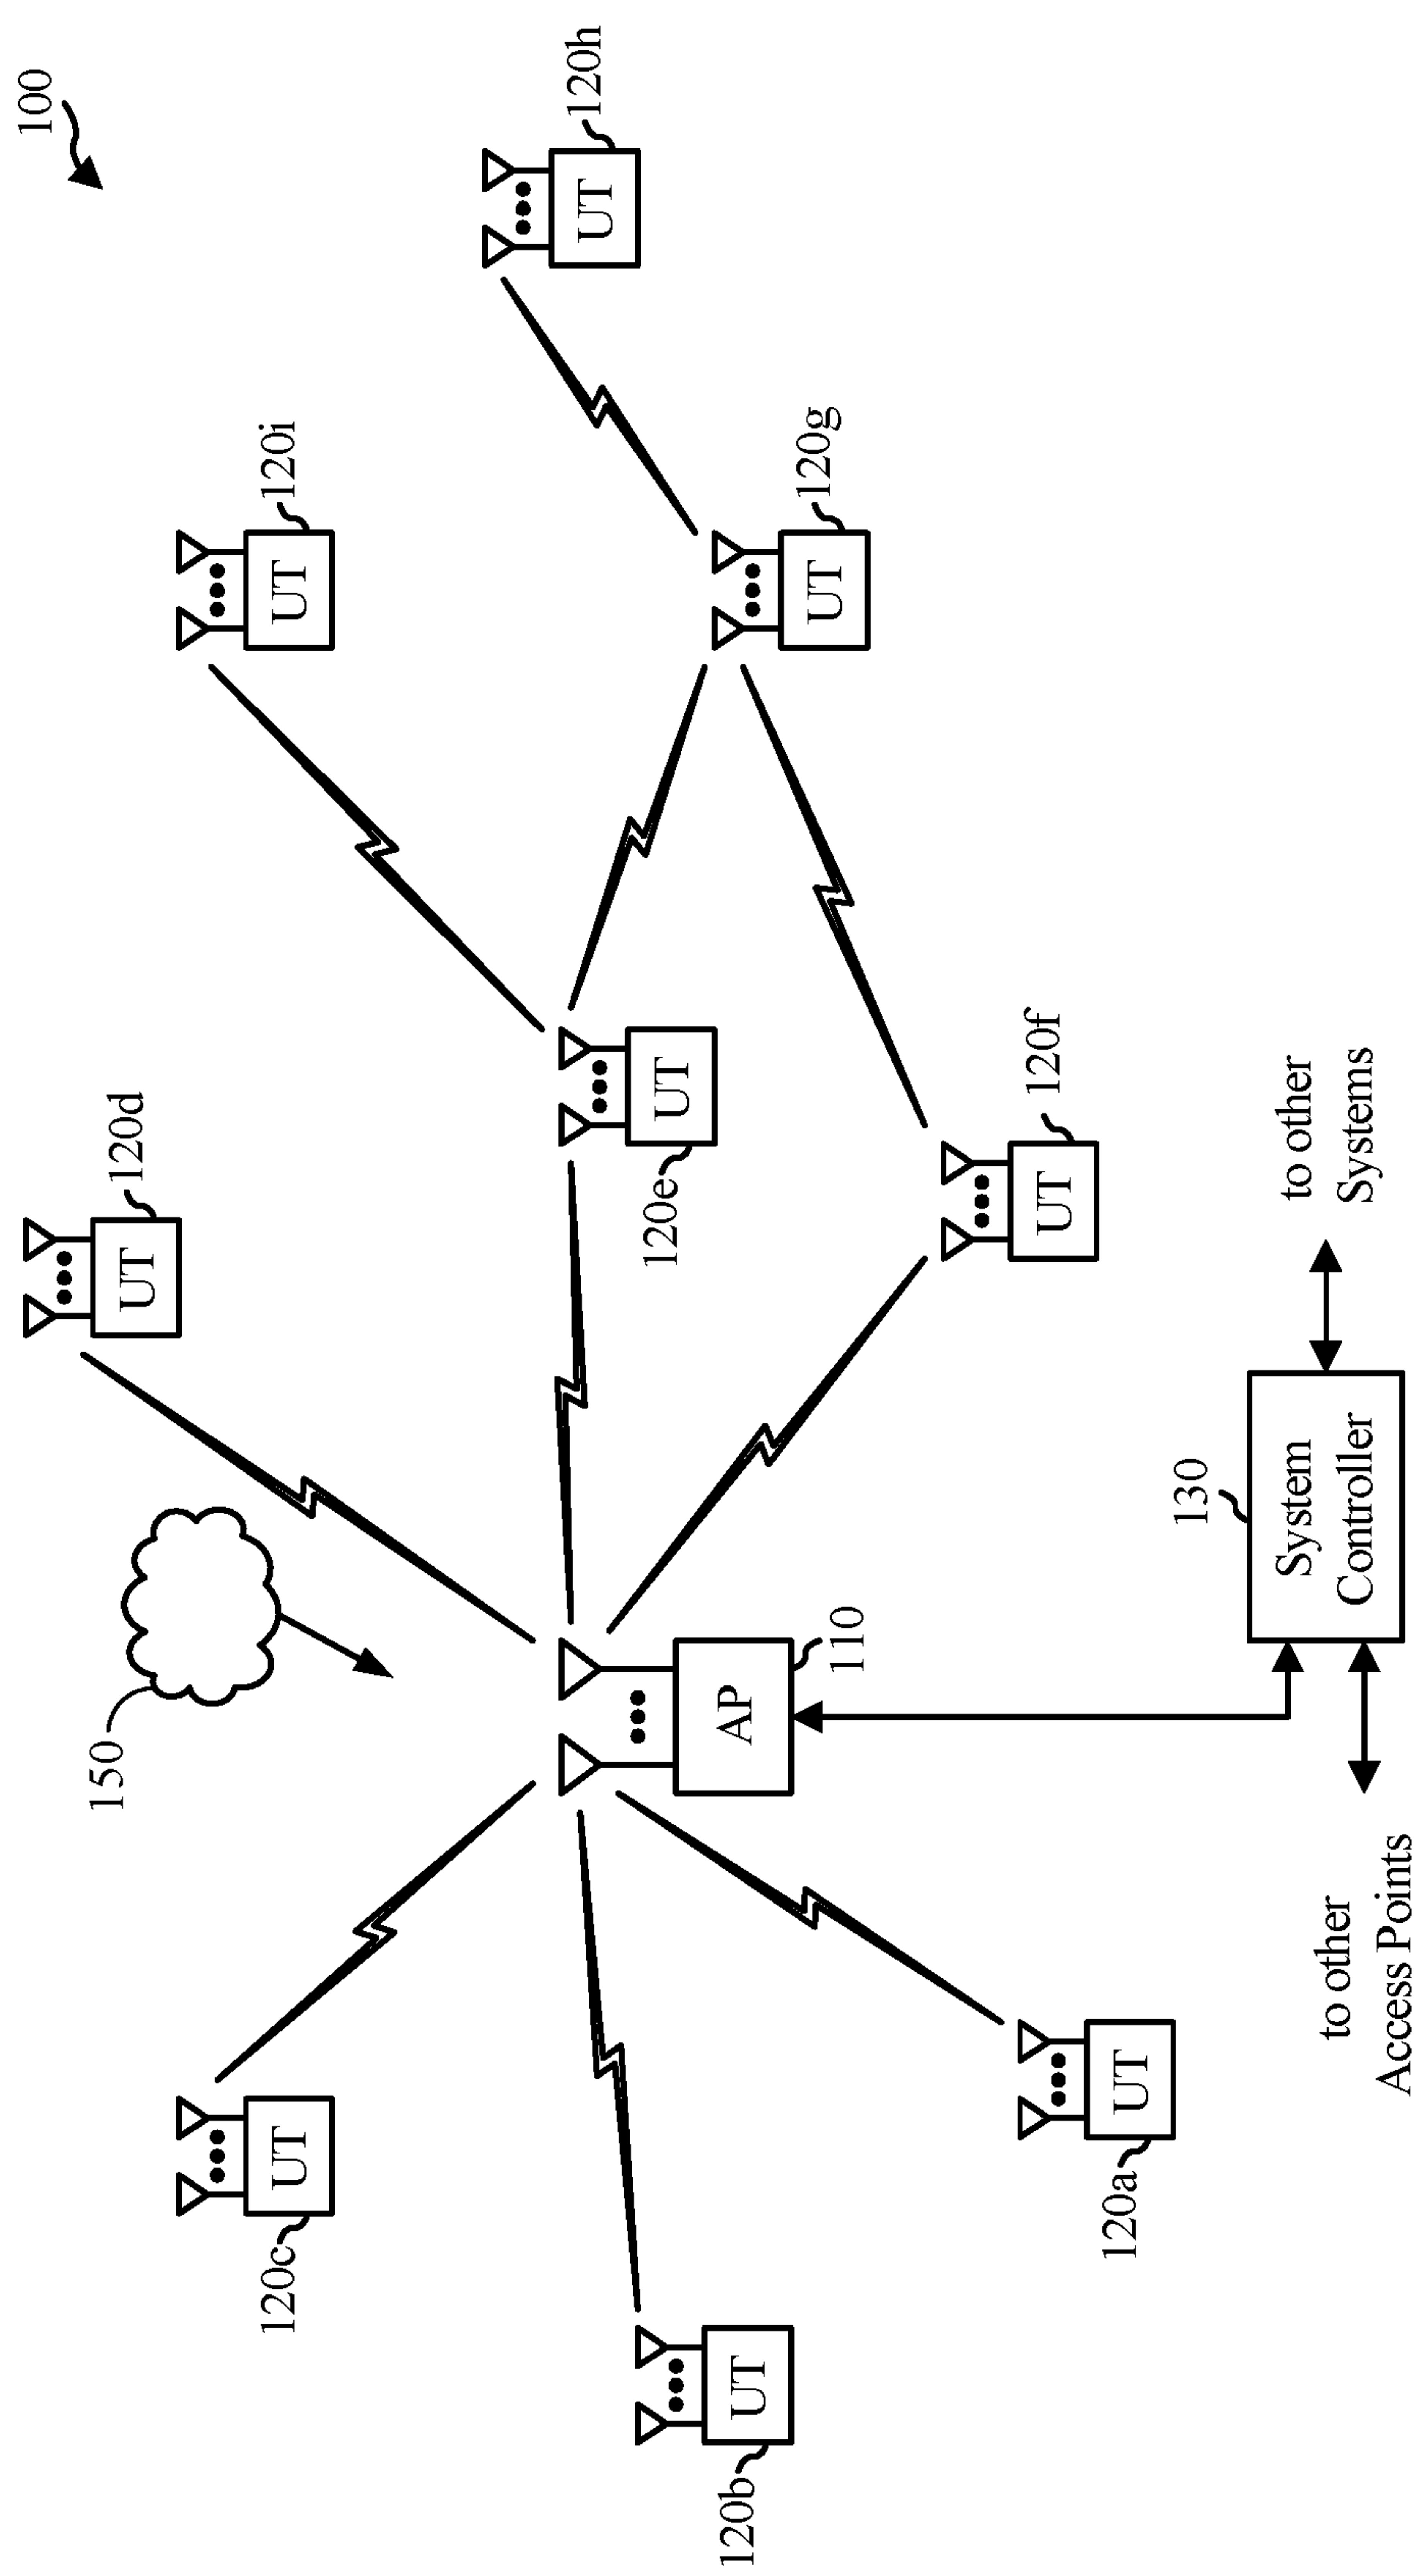 100
120d
UT
120i
UT
120h
UT
150
120c
UT
120e
UT
AP
110
120g
UT
120b
UT
120f
UT
120a
UT
130
System
Controller
to other
Systems
to other
Access Points